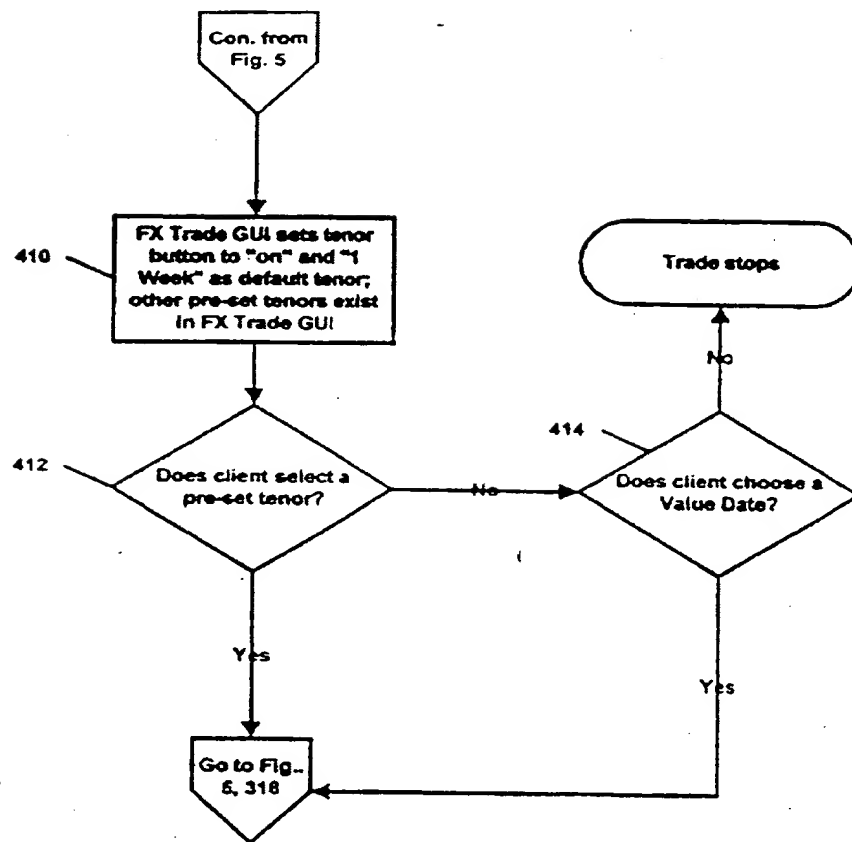 Con. from
Fig. 5
410
FX Trade GUI sets tenor
button to "on" and "1
Week" as default tenor;
other pre-set tenors exist
in FX Trade GUI
Trade stops
No
412
Does client select a
pre-set tenor?
No
414
Does client choose a
Value Date?
Yes
Yes
Go to Fig..
5, 318